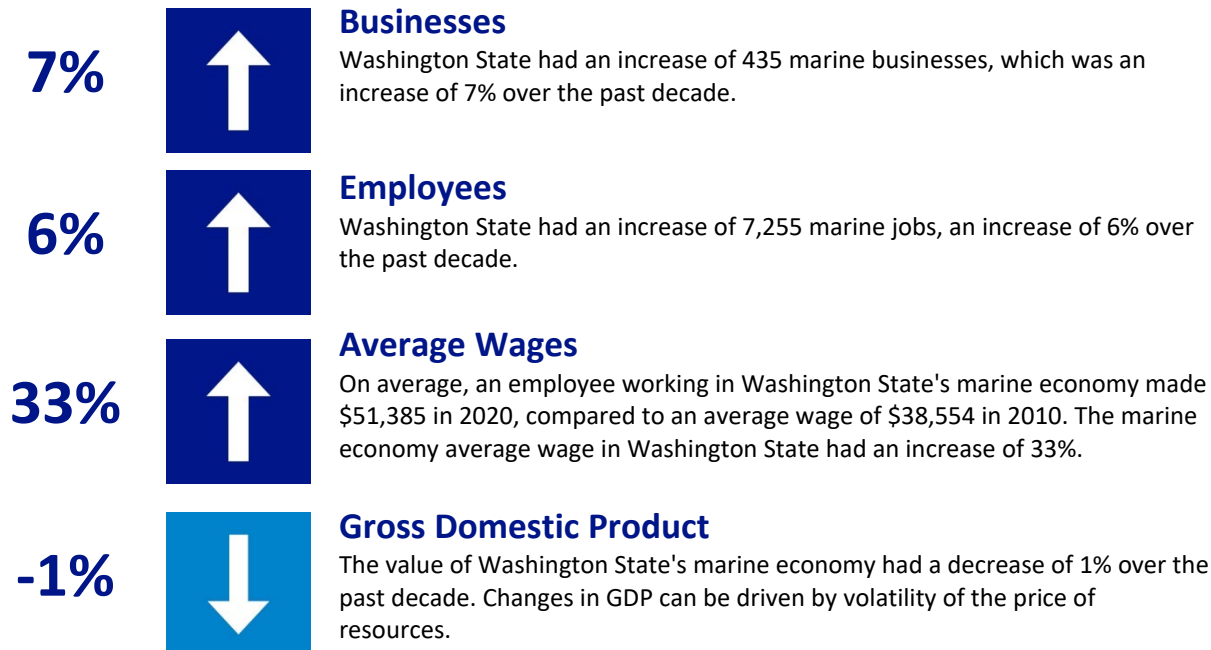 7%
Businesses
Washington State had an increase of 435 marine businesses, which was an
increase of 7% over the past decade.
6%
Employees
Washington State had an increase of 7,255 marine jobs, an increase of 6% over
the past decade.
33%
Average Wages
On average, an employee working in Washington State's marine economy made
$51,385 in 2020, compared to an average wage of $38,554 in 2010. The marine
economy average wage in Washington State had an increase of 33%.
-1%
Gross Domestic Product
The value of Washington State's marine economy had a decrease of 1% over the
past decade. Changes in GDP can be driven by volatility of the price of
resources.